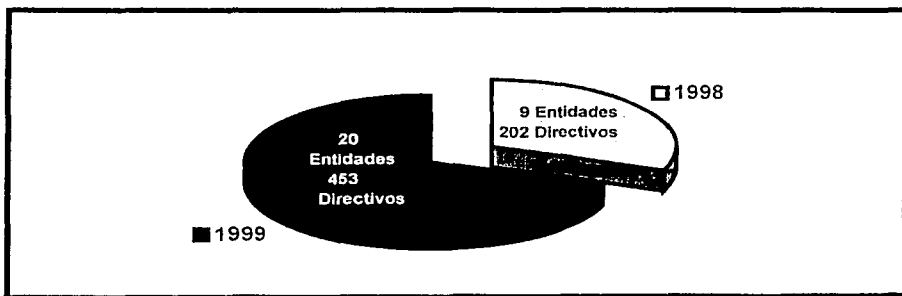 1998
9 Entidades
202 Directivos
20
Entidades
453
Directivos
1999